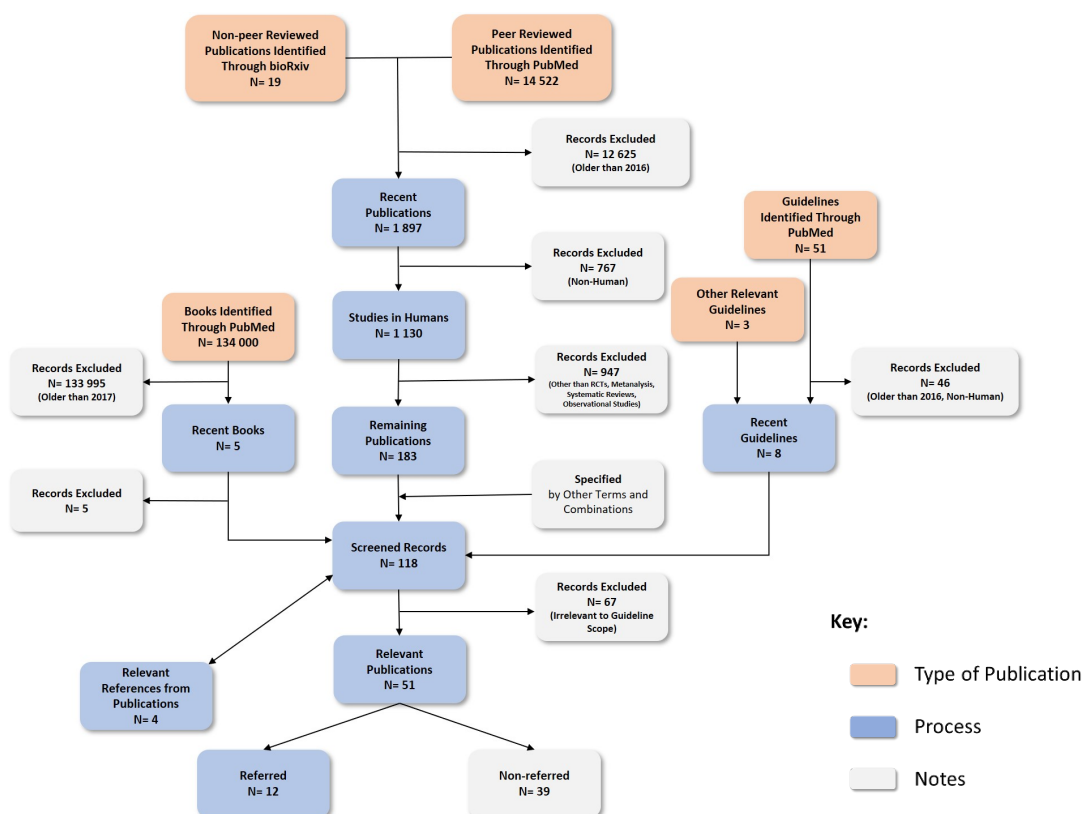 Non-peer Reviewed
Publications Identified
Through bioRxiv
N= 19
Peer Reviewed
Publications Identified
Through PubMed
N= 14 522
Records Excluded
N= 12 625
(Older than 2016)
Recent
Publications
N= 1 897
Guidelines
Identified Through
PubMed
N= 51
Records Excluded
N= 767
(Non-Human)
Other Relevant
Guidelines
N= 3
Books Identified
Through PubMed
N= 134 000
Studies in Humans
N= 1 130
Records Excluded
N= 133 995
(Older than 2017)
Records Excluded
N= 947
(Other than RCTs, Metanalysis,
Systematic Reviews,
Observational Studies)
Records Excluded
N= 46
(Older than 2016, Non-Human)
Recent Books
N= 5
Remaining
Publications
N= 183
Recent
Guidelines
N= 8
Records Excluded
N= 5
Specified
by Other Terms and
Combinations
Screened Records
N= 118
Records Excluded
N= 67
(Irrelevant to Guideline
Scope)
Relevant
Publications
N= 51
Relevant
References from
Publications
N= 4
Referred
N= 12
Non-referred
N= 39
Key:
Type of Publication
Process
Notes